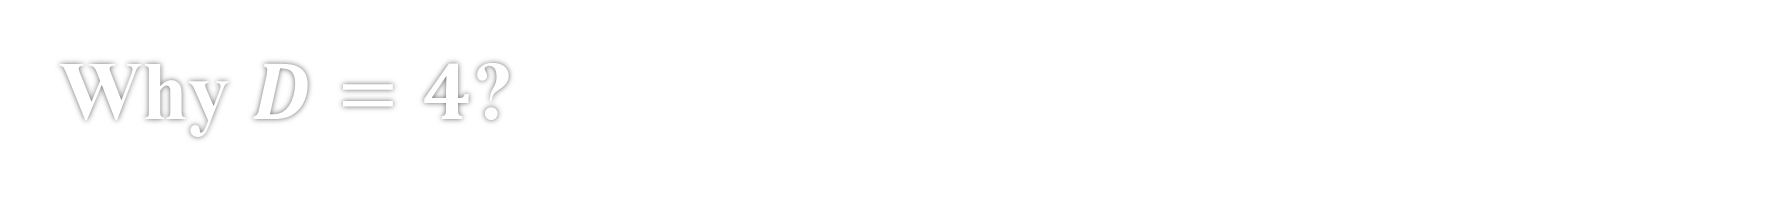 Why D = 4?